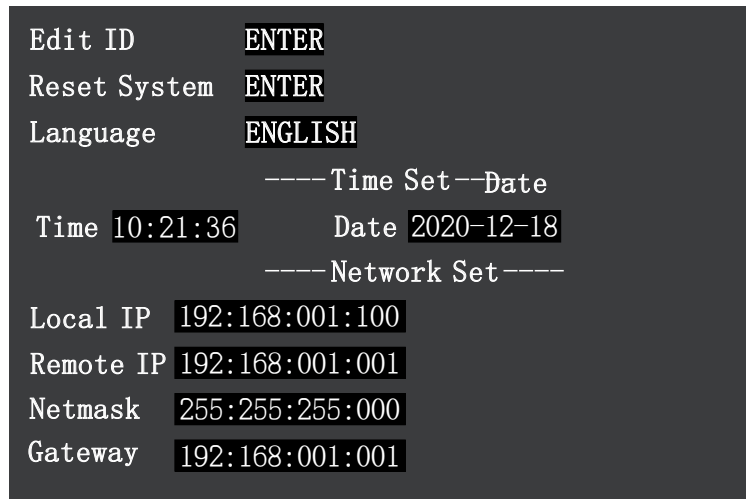 Edit ID ENTER
Reset System ENTER
Language ENGLISH
----Time Set--Date
Time 10:21:36 Date 2020-12-18
----Network Set----
Local IP 192:168:001:100
Remote IP 192:168:001:001
Netmask 255:255:255:000
Gateway 192:168:001:001